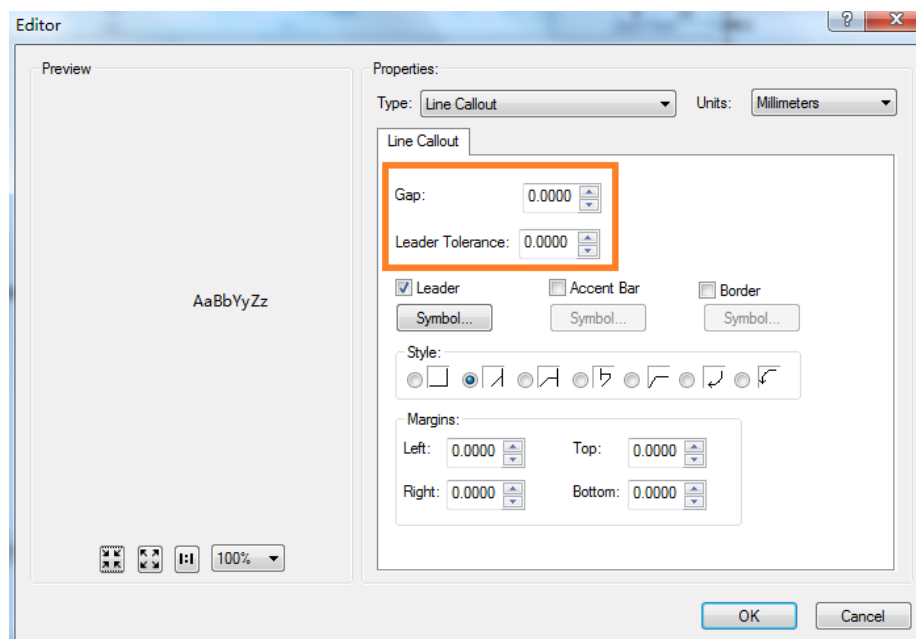 Editor
Preview
Properties:
Type: Line Callout Units: Millimeters
Line Callout
Gap: 0.0000
Leader Tolerance: 0.0000
AaBbYyZz
Leader Accent Bar Border
Symbol... Symbol... Symbol...
Style:
Margins:
Left: 0.0000 Top: 0.0000
Right: 0.0000 Bottom: 0.0000
1:1 100%
OK Cancel